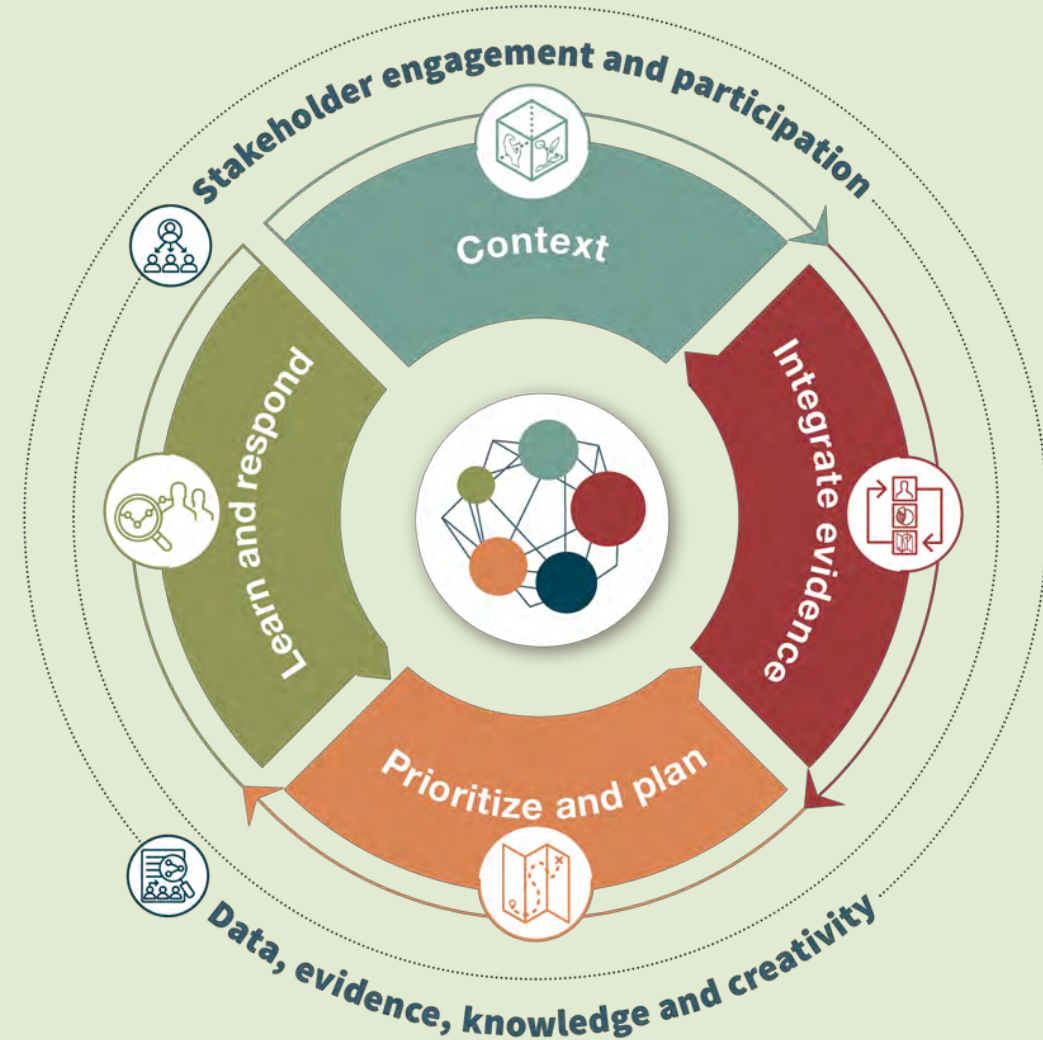 Stakeholder engagement and participation
Context
Integrate evidence
Prioritize and plan
Learn and respond
Data, evidence, knowledge and creativity